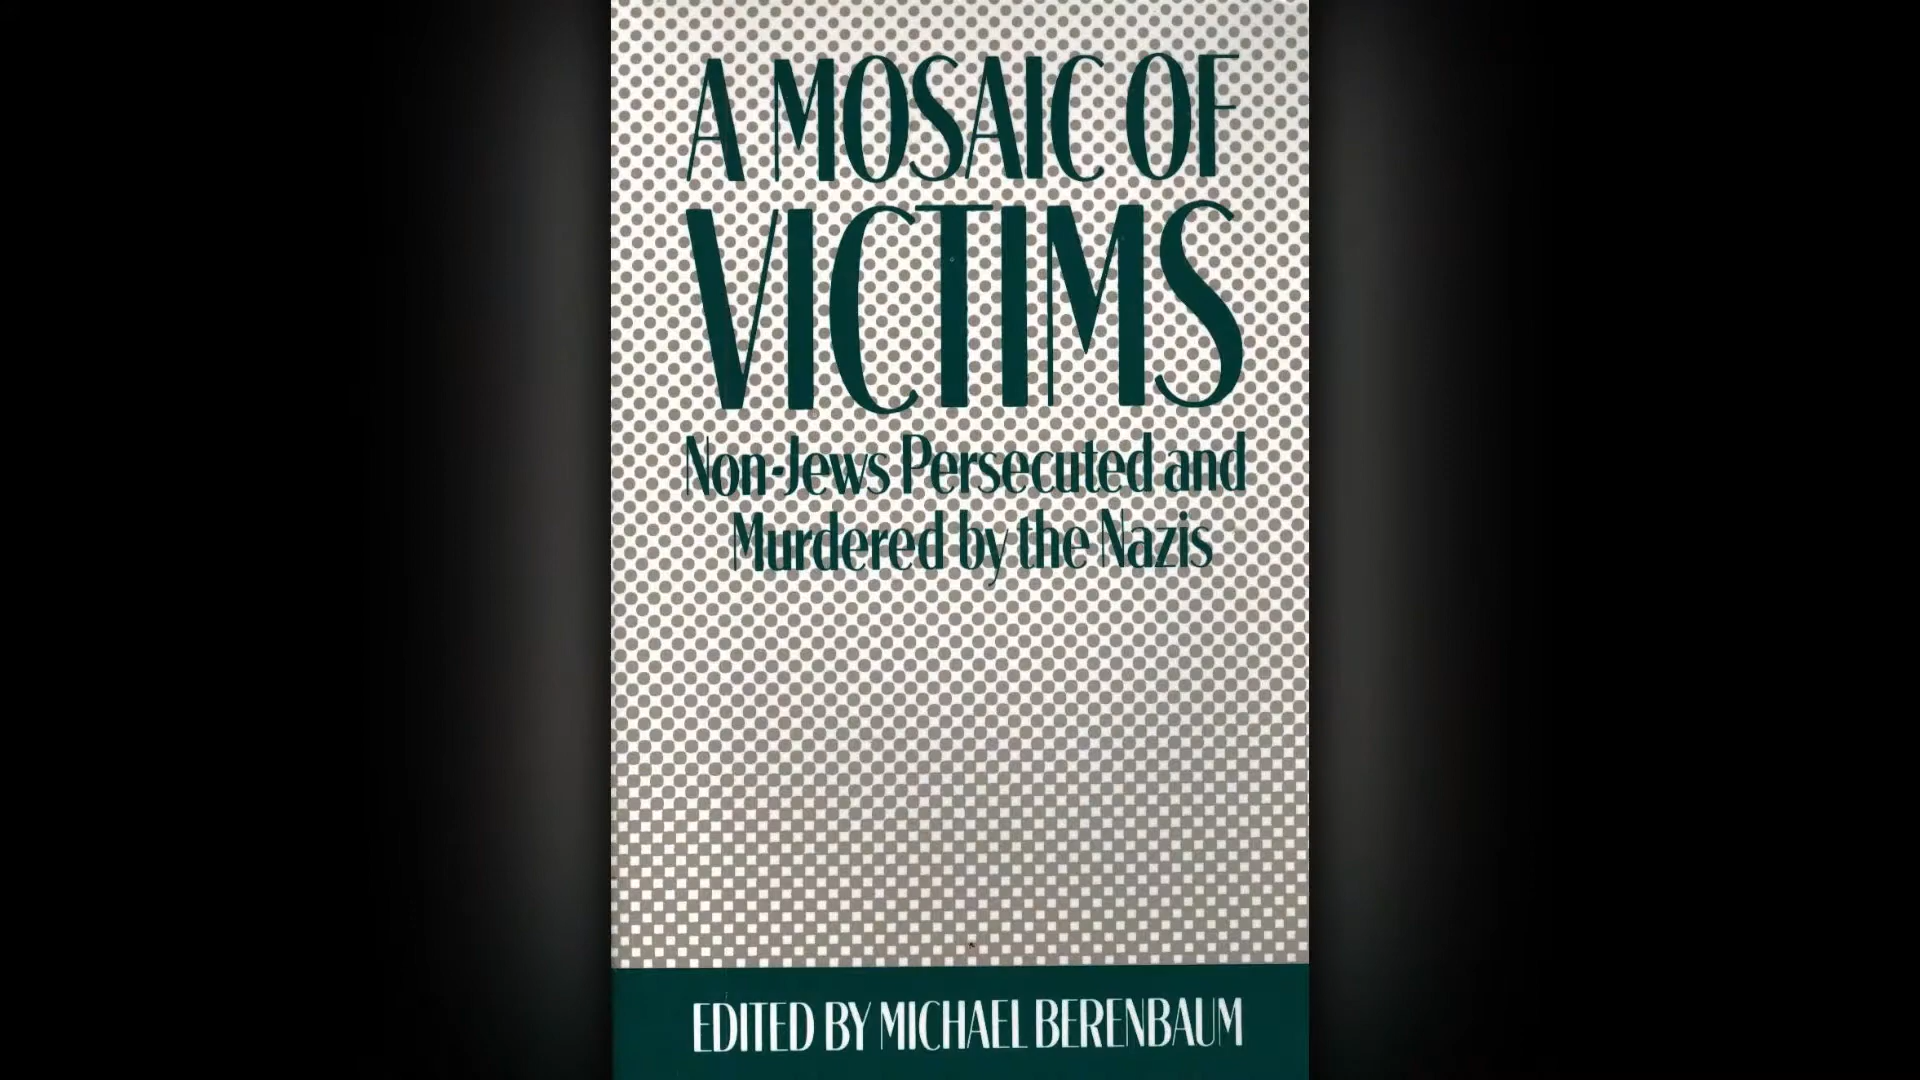 A MOSAIC OF
VICTIMS
Non-Jews Persecuted and
Murdered by the Nazis
EDITED BY MICHAEL BERENBAUM